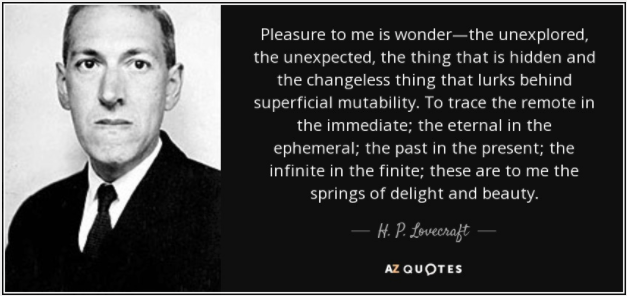 Pleasure to me is wonder—the unexplored,
the unexpected, the thing that is hidden and
the changeless thing that lurks behind
superficial mutability. To trace the remote in
the immediate; the eternal in the
ephemeral; the past in the present; the
infinite in the finite; these are to me the
springs of delight and beauty.
H. P. Lovecraft
AZ QUOTES